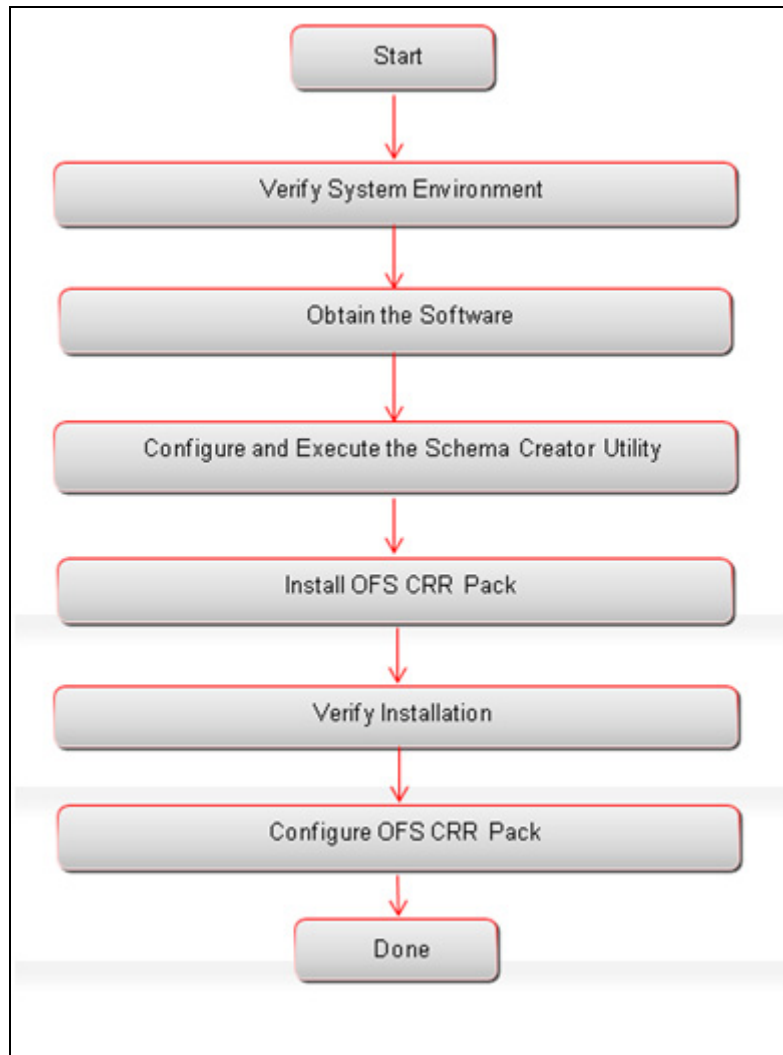 Start
Verify System Environment
Obtain the Software
Configure and Execute the Schema Creator Utility
Install OFS CRR Pack
Verify Installation
Configure OFS CRR Pack
Done